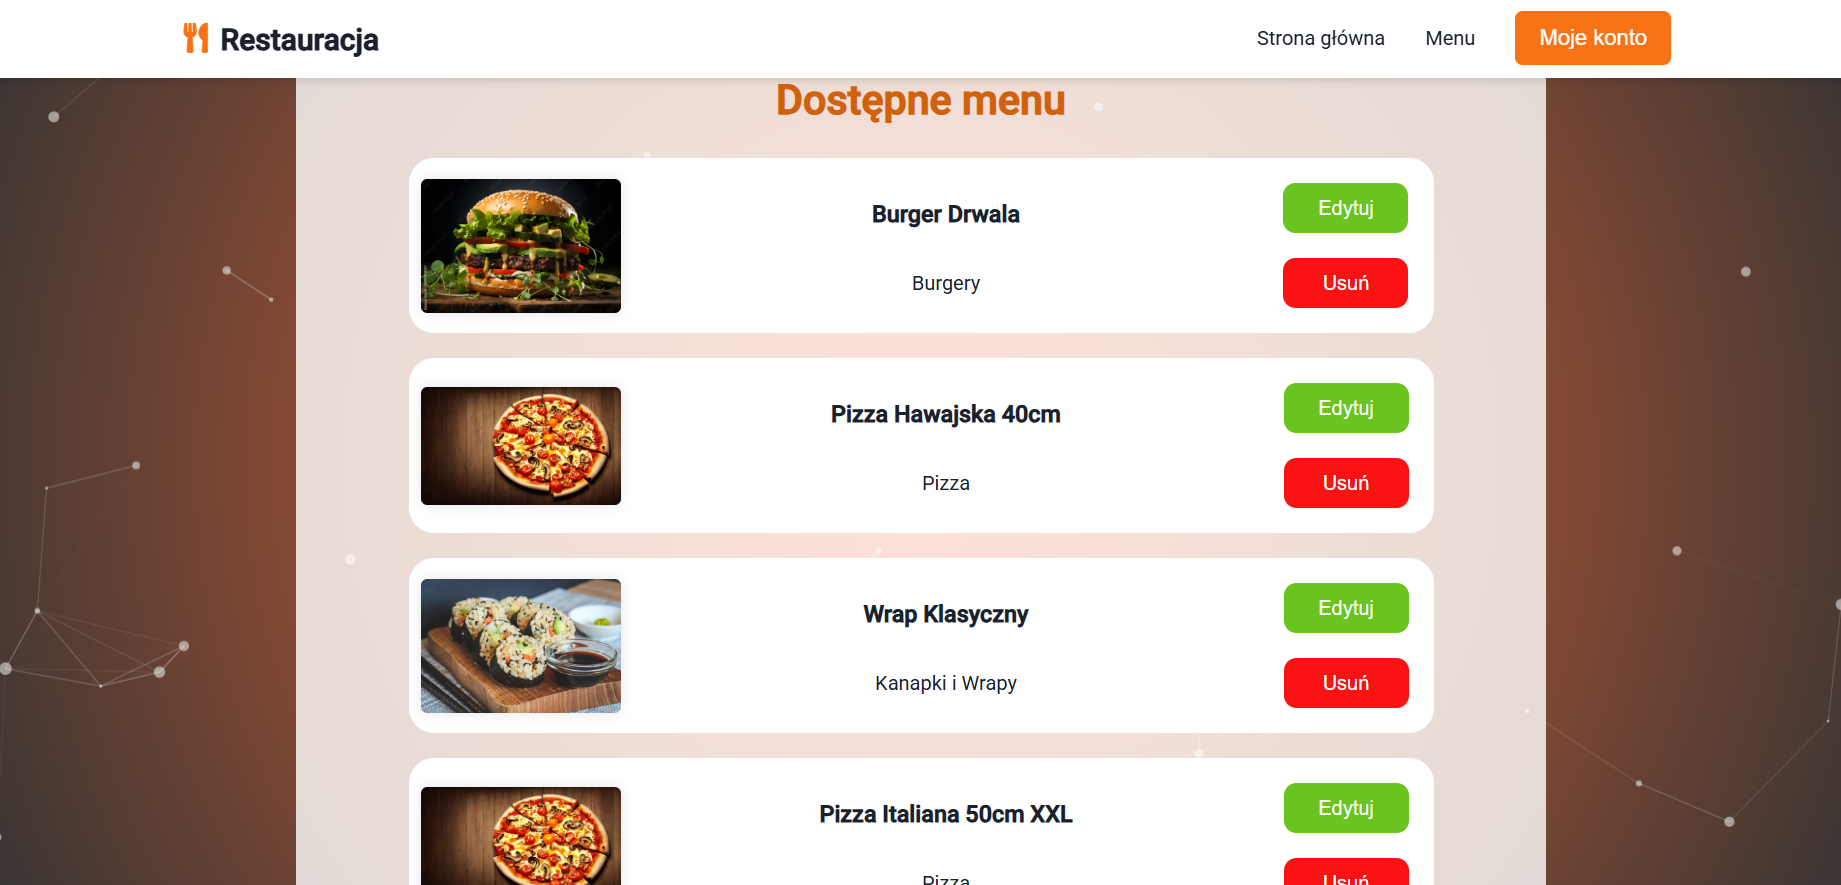 Restauracja
Strona główna
Menu
Moje konto
Dostępne menu
Burger Drwala
Burgery
Edytuj
Usuń
Pizza Hawajska 40cm
Pizza
Edytuj
Usuń
Wrap Klasyczny
Kanapki i Wrapy
Edytuj
Usuń
Pizza Italiana 50cm XXL
Pizza
Edytuj
Usuń